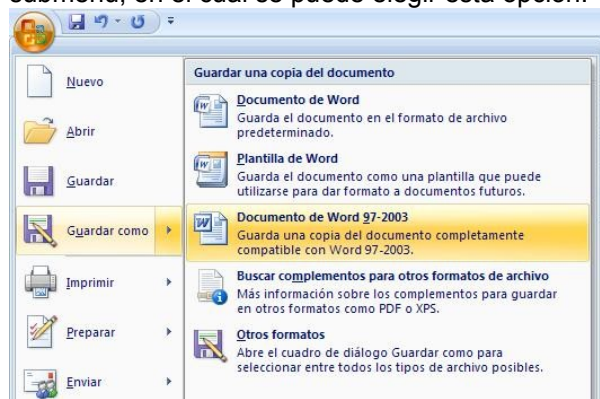 submenú, en el cual se puede elegir esta opción.
Nuevo
Abrir
Guardar
Guardar como
Imprimir
Preparar
Enviar
Guardar una copia del documento
Documento de Word
Guarda el documento en el formato de archivo
predeterminado.
Plantilla de Word
Guarda el documento como una plantilla que puede
utilizarse para dar formato a documentos futuros.
Documento de Word 97-2003
Guarda una copia del documento completamente
compatible con Word 97-2003.
Buscar complementos para otros formatos de archivo
Más información sobre los complementos para guardar
en otros formatos como PDF o XPS.
Otros formatos
Abre el cuadro de diálogo Guardar como para
seleccionar entre todos los tipos de archivo posibles.